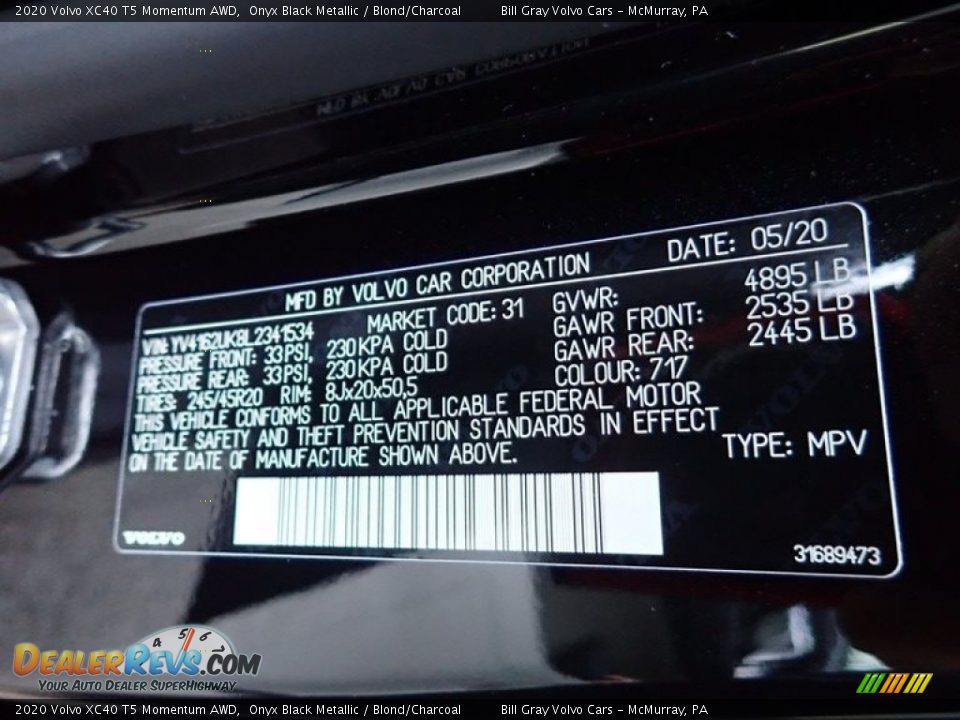 2020 Volvo XC40 T5 Momentum AWD, Onyx Black Metallic / Blond/Charcoal Bill Gray Volvo Cars - McMurray, PA
MFD BY VOLVO CAR CORPORATION DATE: 05/20
VIN: YV4162UK8L2341534 MARKET CODE: 31 GVWR: 4895 LB
PRESSURE FRONT: 33PSI, 230KPA COLD GAWR FRONT: 2535 LB
PRESSURE REAR: 33PSI, 230KPA COLD GAWR REAR: 2445 LB
TIRES: 245/45R20 RIM: 8Jx20x50,5 COLOUR: 717
THIS VEHICLE CONFORMS TO ALL APPLICABLE FEDERAL MOTOR
VEHICLE SAFETY AND THEFT PREVENTION STANDARDS IN EFFECT
ON THE DATE OF MANUFACTURE SHOWN ABOVE. TYPE: MPV
VOLVO
31689473
4 5 6 7
DEALERREVS.COM
YOUR AUTO DEALER SUPERHIGHWAY
2020 Volvo XC40 T5 Momentum AWD, Onyx Black Metallic / Blond/Charcoal Bill Gray Volvo Cars - McMurray, PA